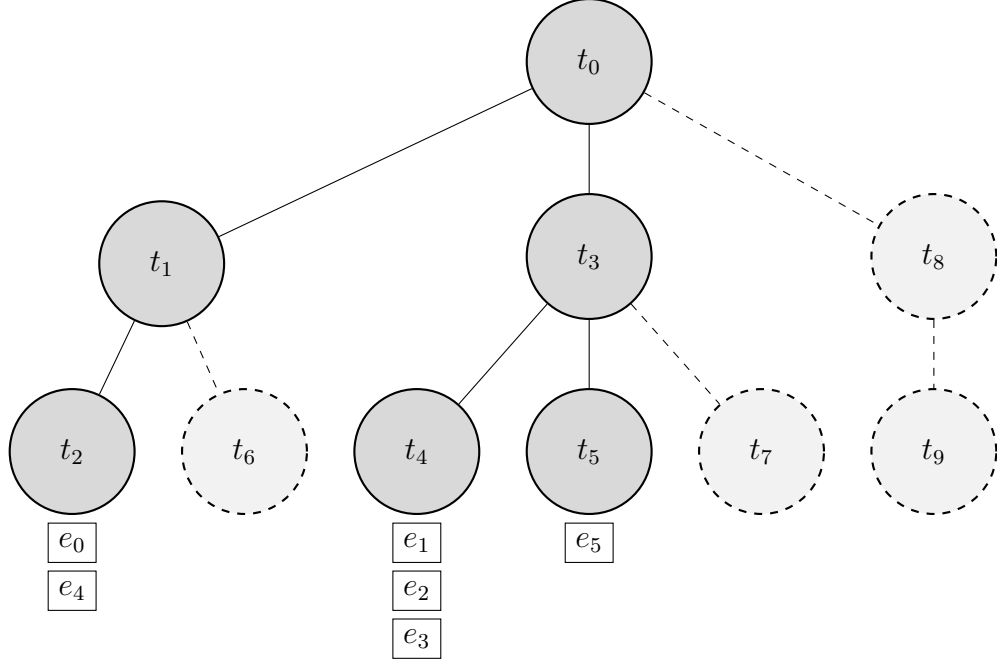 t₀
t₁
t₃
t₈
t₂
t₆
t₄
t₅
t₇
t₉
e₀
e₁
e₅
e₄
e₂
e₃